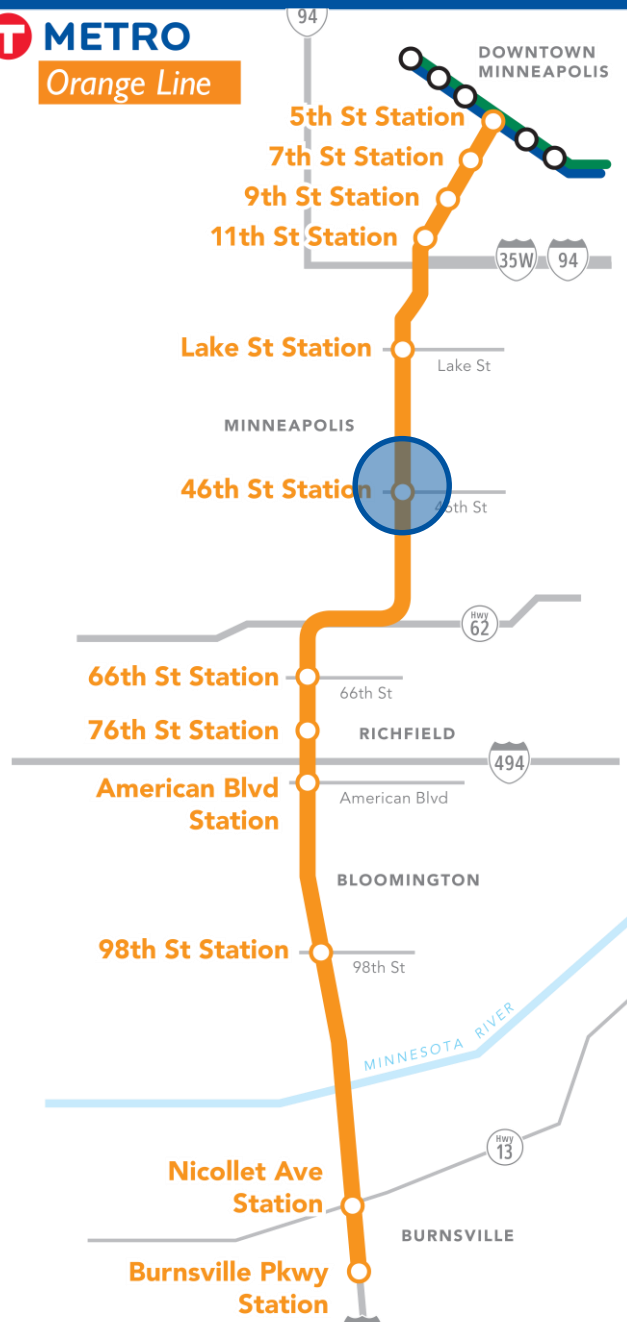 94
T METRO
Orange Line
DOWNTOWN
MINNEAPOLIS
5th St Station
7th St Station
9th St Station
11th St Station
35W 94
Lake St Station
Lake St
MINNEAPOLIS
46th St Station
46th St
Hwy
62
66th St Station
66th St
76th St Station
RICHFIELD
494
American Blvd
Station
American Blvd
BLOOMINGTON
98th St Station
98th St
MINNESOTA RIVER
Hwy
13
Nicollet Ave
Station
BURNSVILLE
Burnsville Pkwy
Station